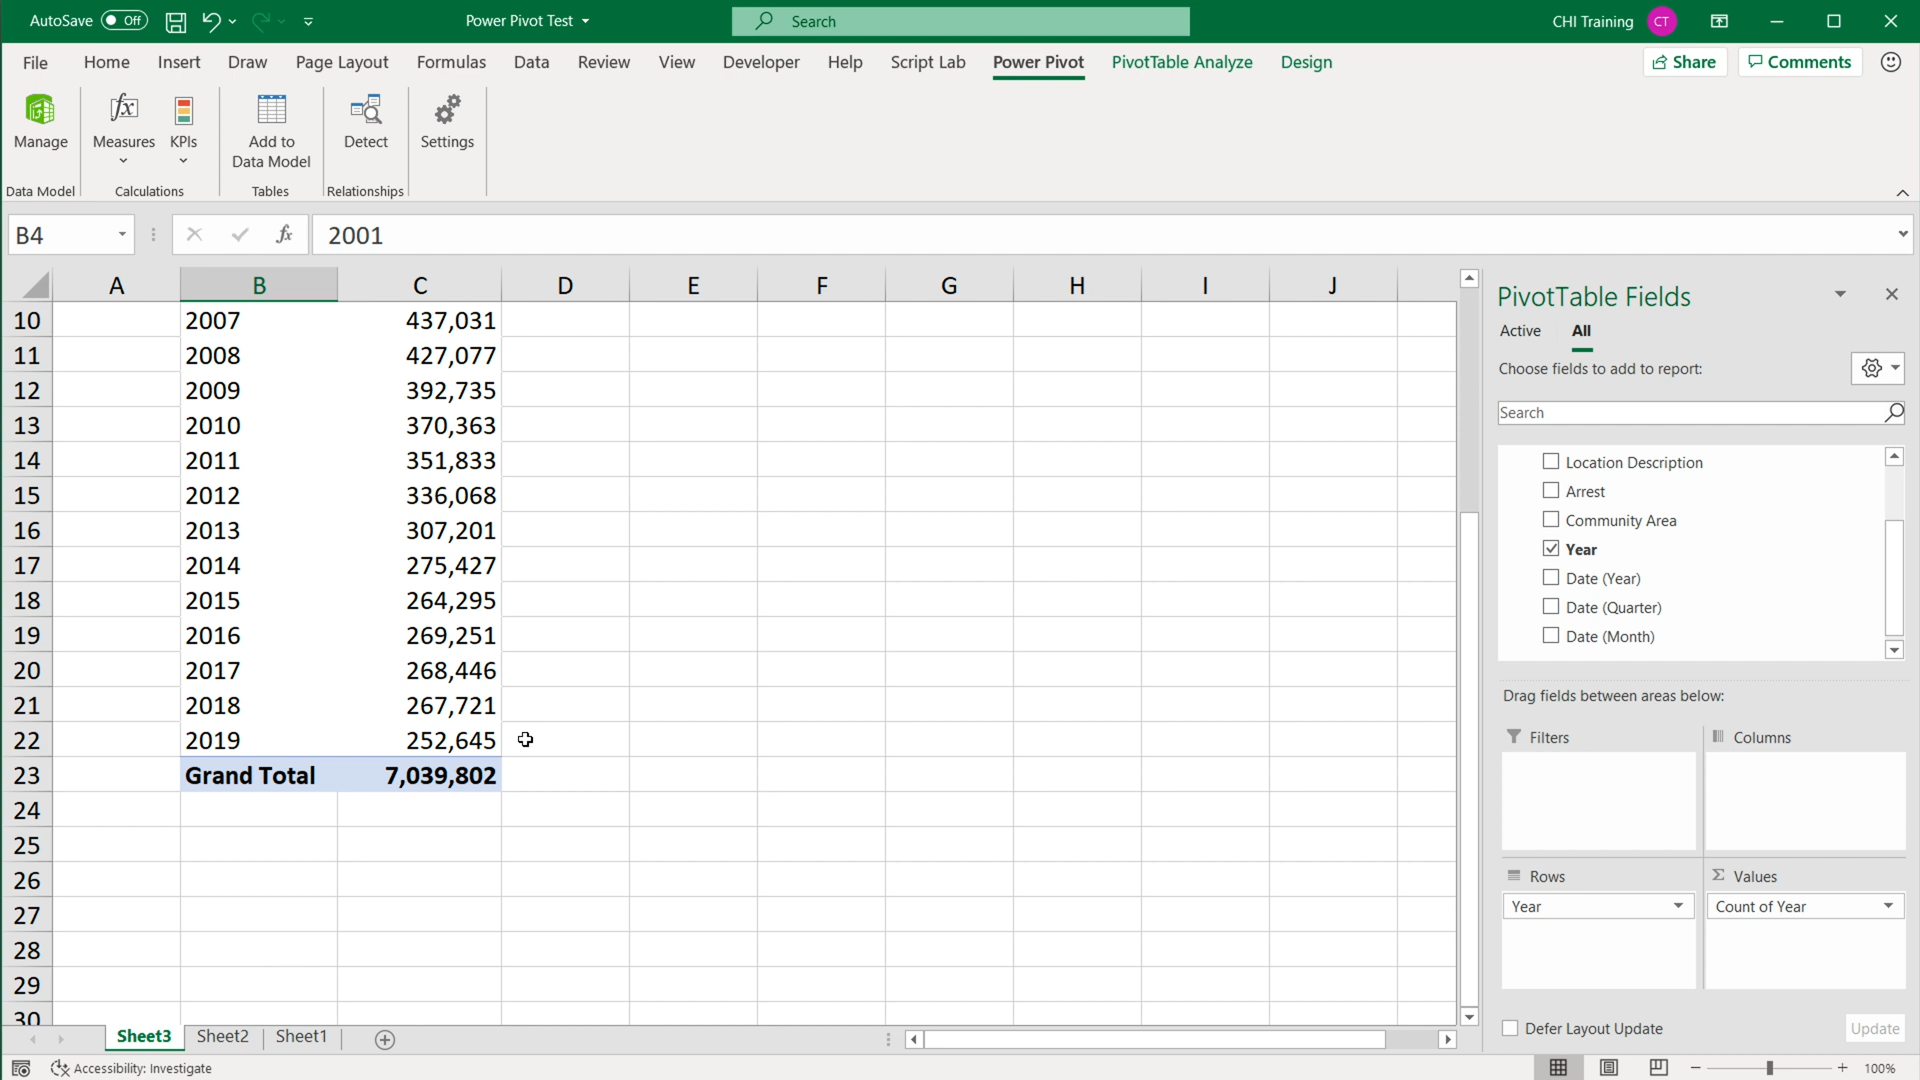 AutoSave Off Power Pivot Test Search CHI Training CT
File Home Insert Draw Page Layout Formulas Data Review View Developer Help Script Lab Power Pivot PivotTable Analyze Design Share Comments
Manage Measures KPIs Add to Data Model Detect Settings
Data Model Calculations Tables Relationships
B4 fx 2001
A B C D E F G H I J
10 2007 437,031
11 2008 427,077
12 2009 392,735
13 2010 370,363
14 2011 351,833
15 2012 336,068
16 2013 307,201
17 2014 275,427
18 2015 264,295
19 2016 269,251
20 2017 268,446
21 2018 267,721
22 2019 252,645
23 Grand Total 7,039,802
24
25
26
27
28
29
30
PivotTable Fields
Active All
Choose fields to add to report:
Search
Location Description
Arrest
Community Area
Year
Date (Year)
Date (Quarter)
Date (Month)
Drag fields between areas below:
Filters Columns
Rows Σ Values
Year Count of Year
Defer Layout Update Update
Sheet3 Sheet2 Sheet1
Accessibility: Investigate 100%